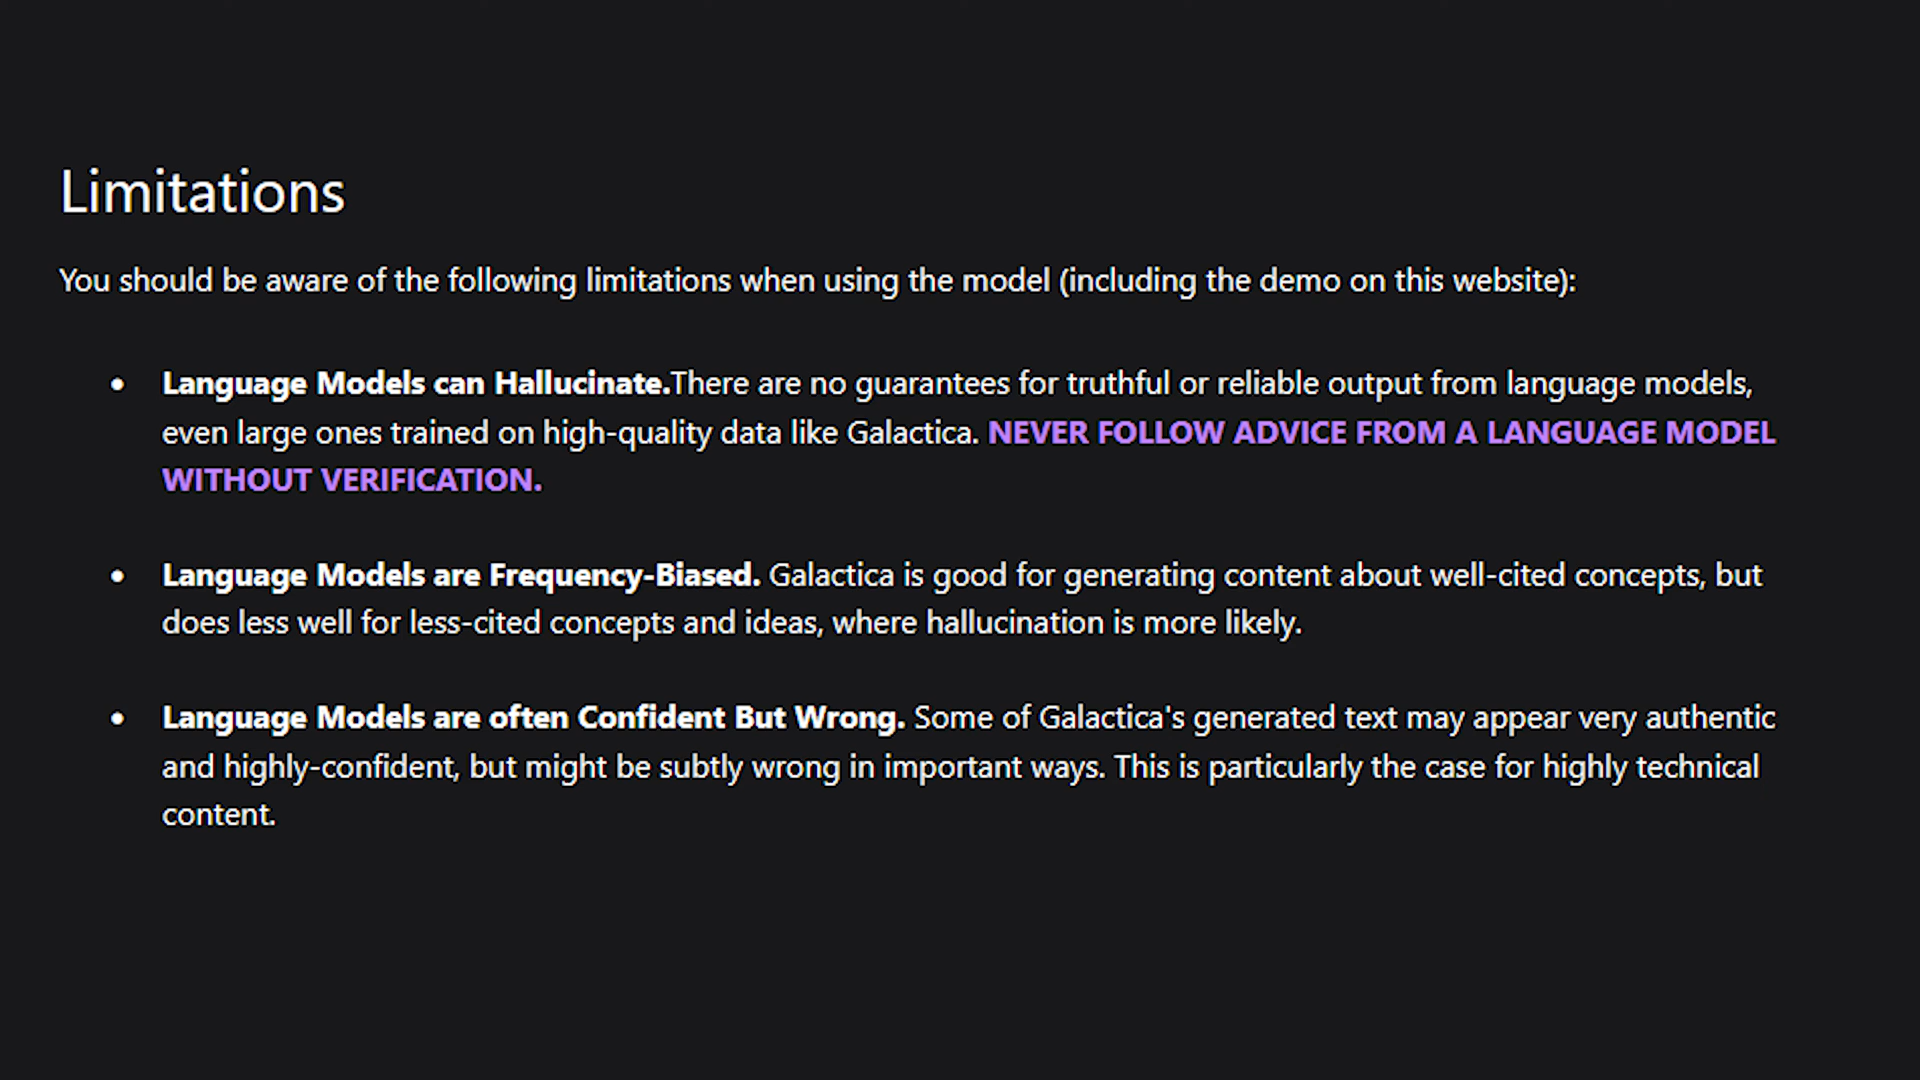 Limitations
You should be aware of the following limitations when using the model (including the demo on this website):
• Language Models can Hallucinate.There are no guarantees for truthful or reliable output from language models,
even large ones trained on high-quality data like Galactica. NEVER FOLLOW ADVICE FROM A LANGUAGE MODEL
WITHOUT VERIFICATION.
• Language Models are Frequency-Biased. Galactica is good for generating content about well-cited concepts, but
does less well for less-cited concepts and ideas, where hallucination is more likely.
• Language Models are often Confident But Wrong. Some of Galactica's generated text may appear very authentic
and highly-confident, but might be subtly wrong in important ways. This is particularly the case for highly technical
content.